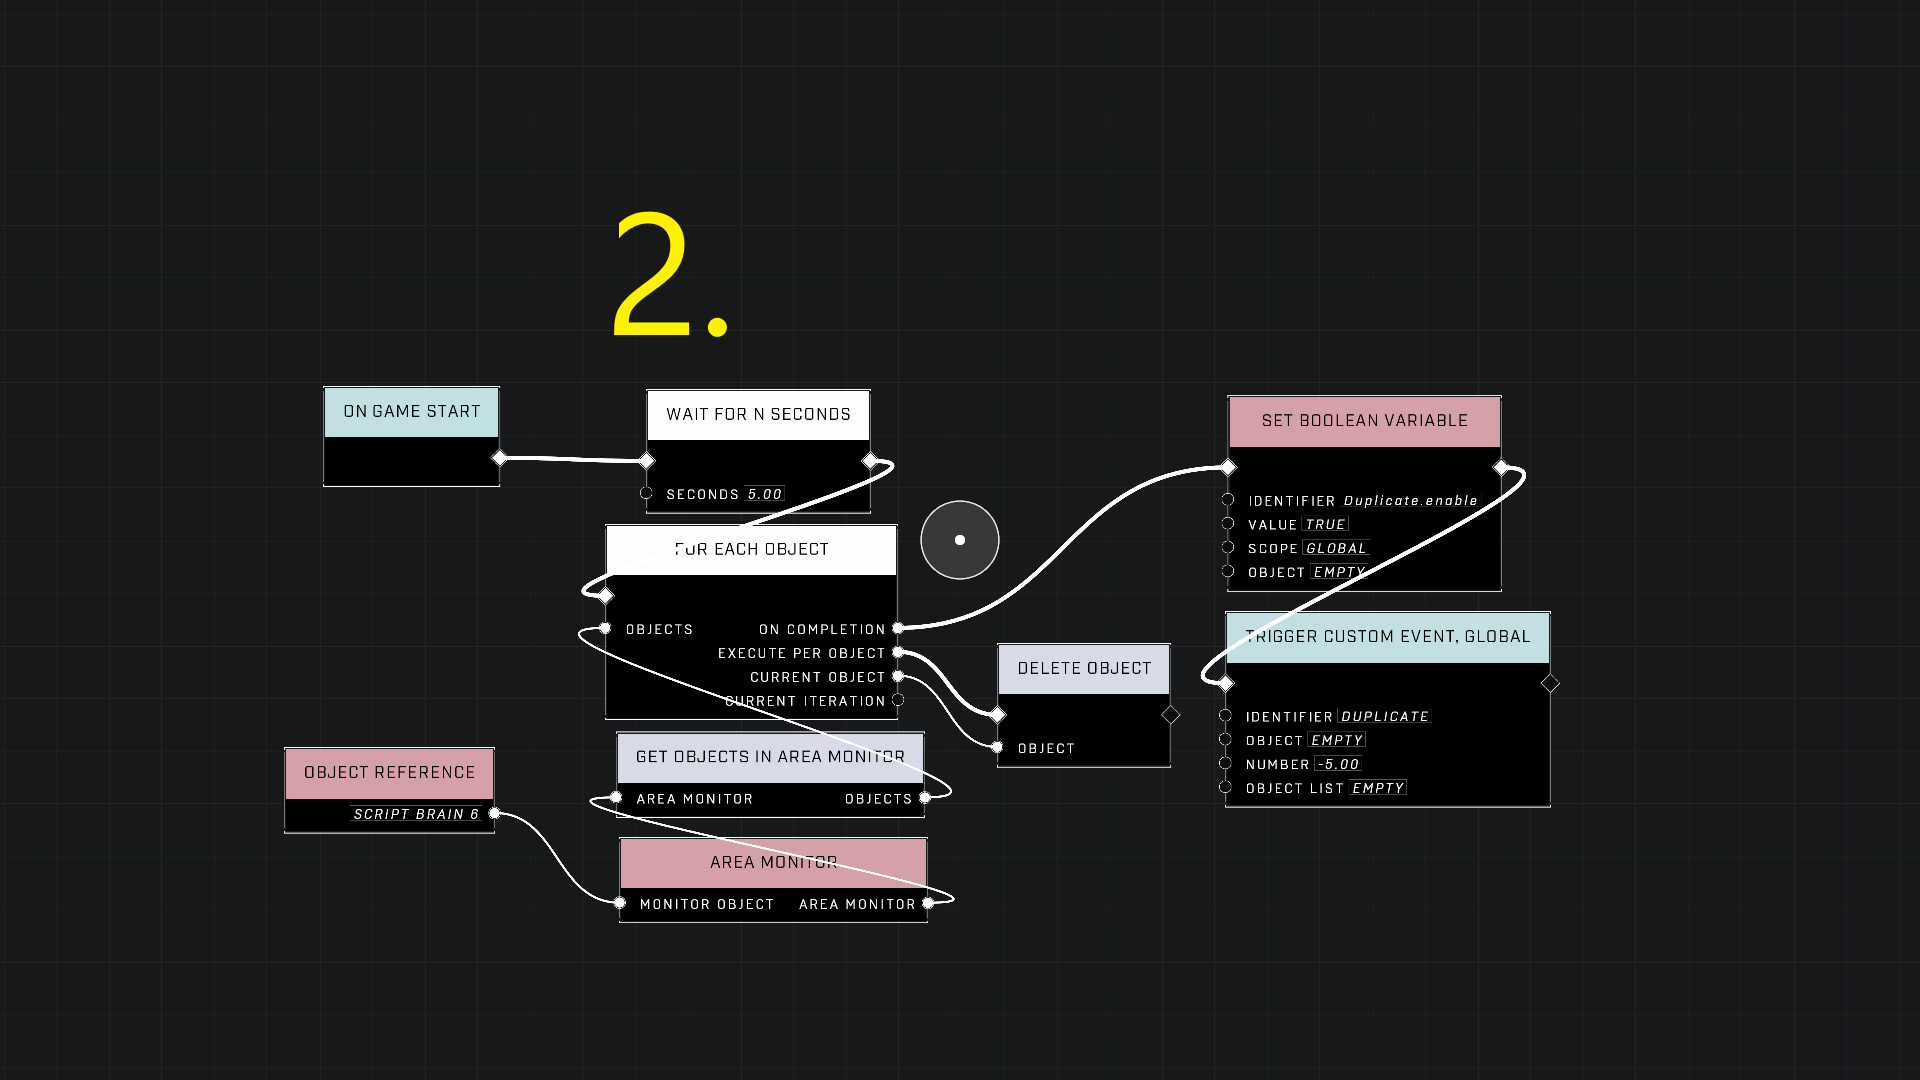 2.
ON GAME START
WAIT FOR N SECONDS
SECONDS 5.00
FOR EACH OBJECT
OBJECTS
ON COMPLETION
EXECUTE PER OBJECT
CURRENT OBJECT
CURRENT ITERATION
GET OBJECTS IN AREA MONITOR
AREA MONITOR OBJECTS
OBJECT REFERENCE
SCRIPT BRAIN 6
AREA MONITOR
MONITOR OBJECT AREA MONITOR
DELETE OBJECT
OBJECT
SET BOOLEAN VARIABLE
IDENTIFIER Duplicate.enable
VALUE TRUE
SCOPE GLOBAL
OBJECT EMPTY
TRIGGER CUSTOM EVENT, GLOBAL
IDENTIFIER DUPLICATE
OBJECT EMPTY
NUMBER -5.00
OBJECT LIST EMPTY